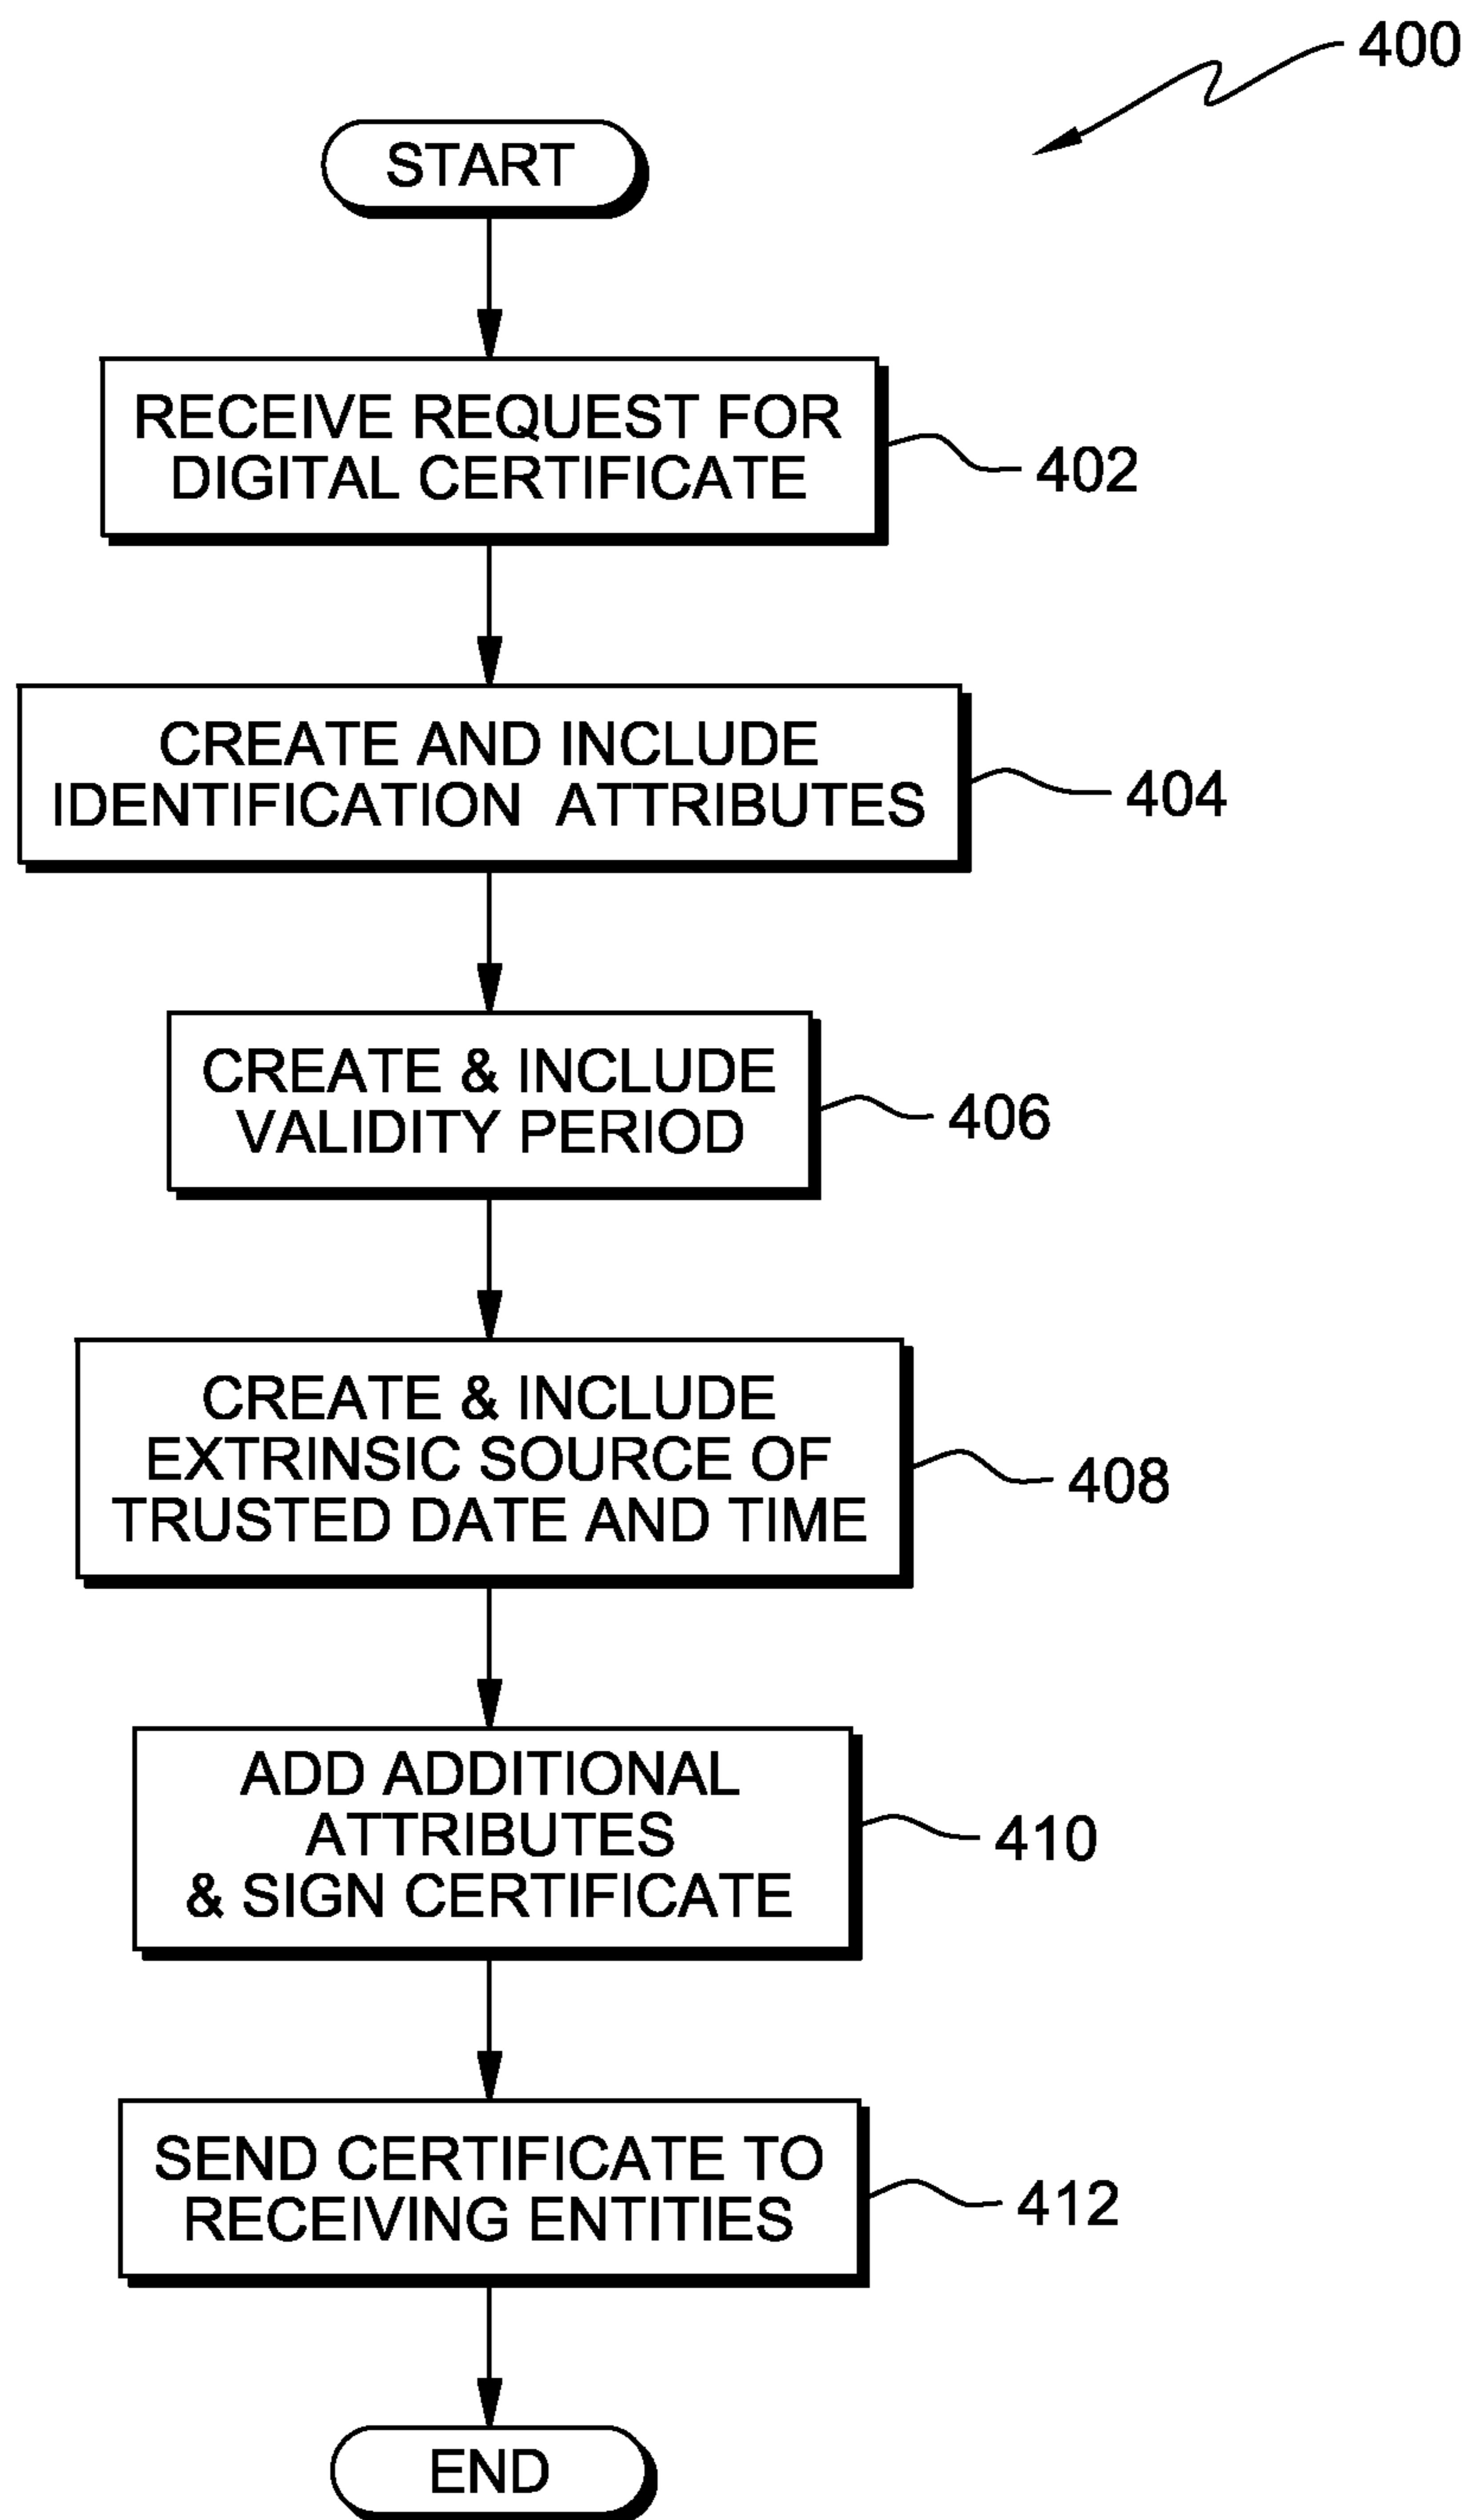 400
START
RECEIVE REQUEST FOR
DIGITAL CERTIFICATE
402
CREATE AND INCLUDE
IDENTIFICATION ATTRIBUTES
404
CREATE & INCLUDE
VALIDITY PERIOD
406
CREATE & INCLUDE
EXTRINSIC SOURCE OF
TRUSTED DATE AND TIME
408
ADD ADDITIONAL
ATTRIBUTES
& SIGN CERTIFICATE
410
SEND CERTIFICATE TO
RECEIVING ENTITIES
412
END